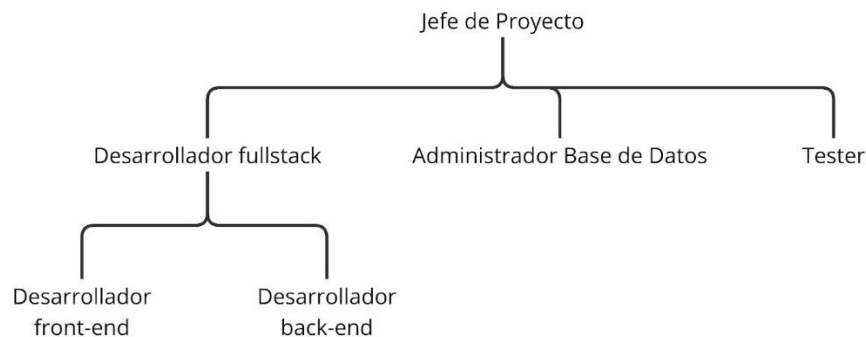 Jefe de Proyecto
Desarrollador fullstack
Administrador Base de Datos
Tester
Desarrollador
front-end
Desarrollador
back-end